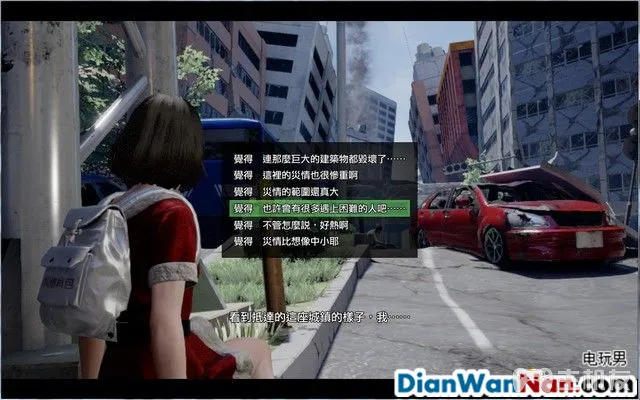 覺得 連那麼巨大的建築物都毀壞了……
覺得 這裡的災情也很慘重啊
覺得 災情的範圍還真大
覺得 也許會有很多遇上困難的人吧……
覺得 不管怎麼說，好熱啊
覺得 災情比想像中小耶
看到抵達的這座城鎮的樣子，我……
电玩男
DianWanNan.com